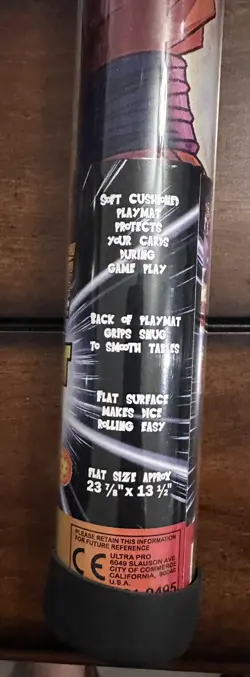 SOFT CUSHIONED
PLAYMAT
PROTECTS
YOUR CARDS
DURING
GAME PLAY
BACK OF PLAYMAT
GRIPS SNUG
TO SMOOTH TABLES
FLAT SURFACE
MAKES DICE
ROLLING EASY
FLAT SIZE APPROX
23 7/8" X 13 1/2"
PLEASE RETAIN THIS INFORMATION
FOR FUTURE REFERENCE
CE
ULTRA PRO
6049 SLAUSON AVE.
CITY OF COMMERCE
CALIFORNIA, 90040
U.S.A.